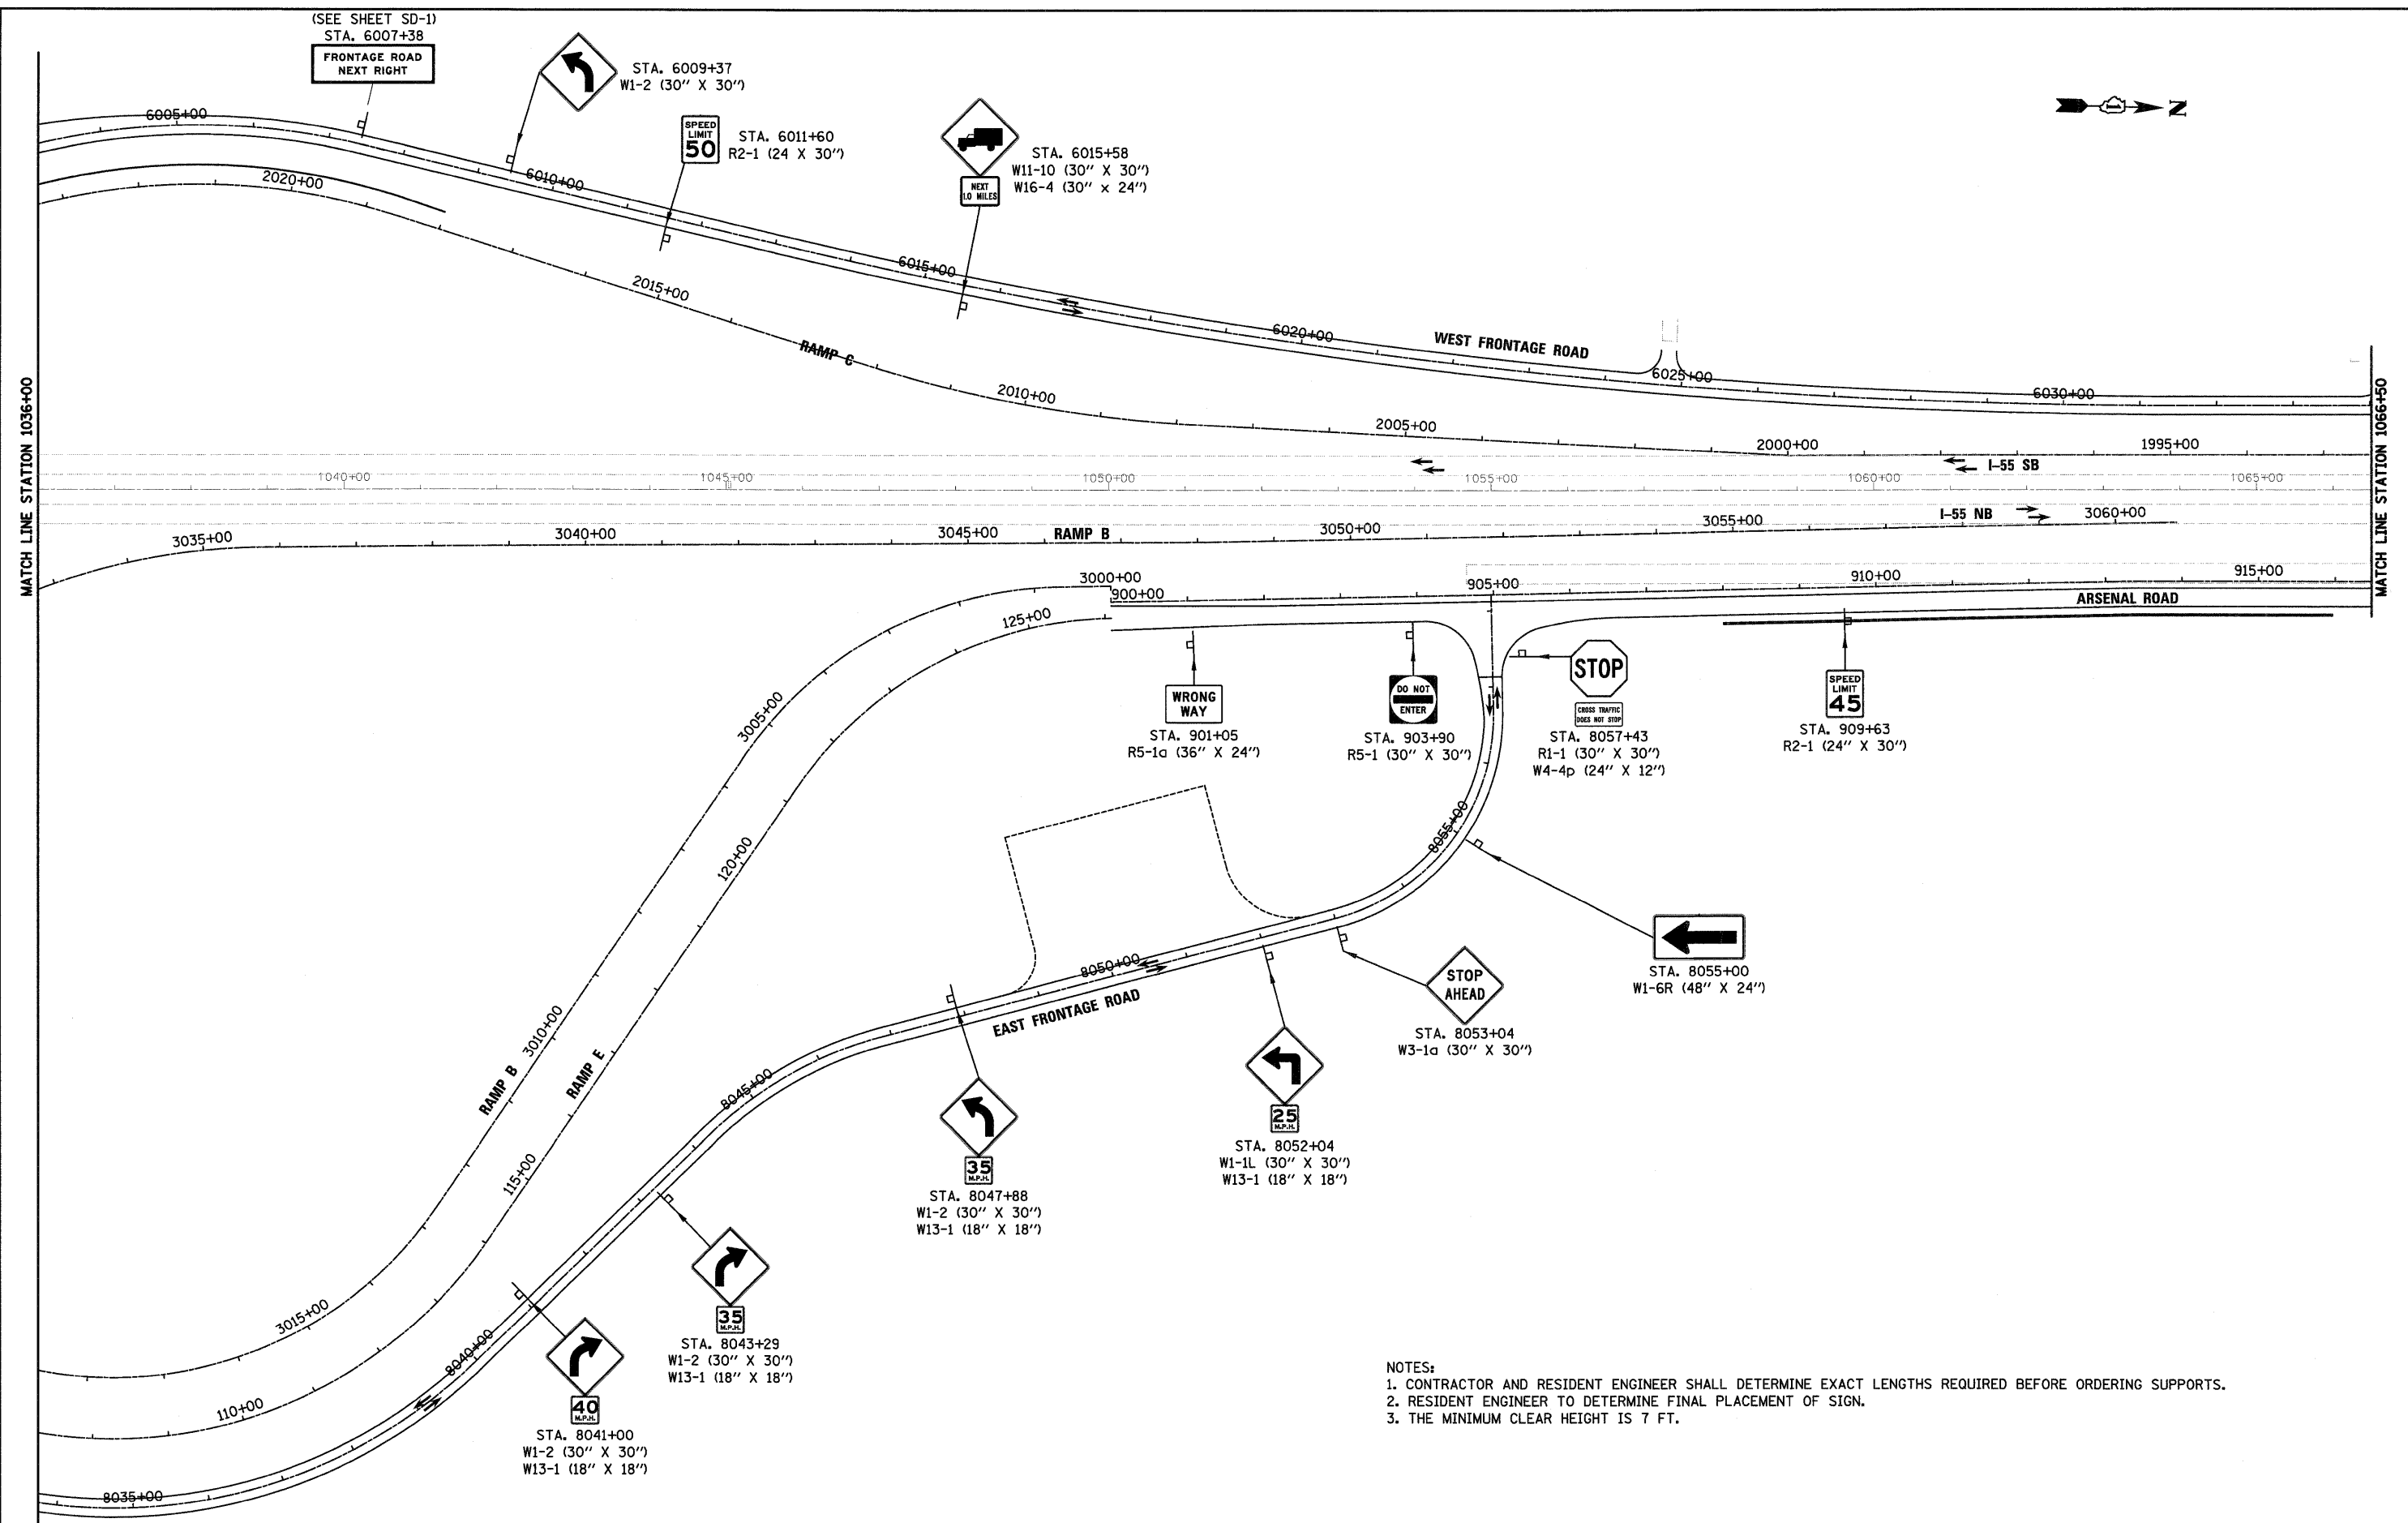 (SEE SHEET SD-1)
STA. 6007+38
FRONTAGE ROAD
NEXT RIGHT
STA. 6009+37
W1-2 (30" X 30")
SPEED
LIMIT
50
STA. 6011+60
R2-1 (24 X 30")
STA. 6015+58
W11-10 (30" X 30")
W16-4 (30" x 24")
NEXT
1.0 MILES
N
6005+00
6010+00
6015+00
6020+00
WEST FRONTAGE ROAD
6025+00
6030+00
2020+00
2015+00
RAMP C
2010+00
2005+00
2000+00
1995+00
MATCH LINE STATION 1036+00
MATCH LINE STATION 1066+50
I-55 SB
1040+00
1045+00
1050+00
1055+00
1060+00
1065+00
I-55 NB
3035+00
3040+00
3045+00
RAMP B
3050+00
3055+00
3060+00
3000+00
900+00
905+00
910+00
915+00
ARSENAL ROAD
125+00
3005+00
120+00
3010+00
RAMP B
RAMP E
115+00
3015+00
110+00
WRONG
WAY
STA. 901+05
R5-1a (36" X 24")
DO NOT
ENTER
STA. 903+90
R5-1 (30" X 30")
STOP
CROSS TRAFFIC
DOES NOT STOP
STA. 8057+43
R1-1 (30" X 30")
W4-4p (24" X 12")
SPEED
LIMIT
45
STA. 909+63
R2-1 (24" X 30")
8055+00
STA. 8055+00
W1-6R (48" X 24")
STOP
AHEAD
STA. 8053+04
W3-1a (30" X 30")
8050+00
EAST FRONTAGE ROAD
25
M.P.H.
STA. 8052+04
W1-1L (30" X 30")
W13-1 (18" X 18")
35
M.P.H.
STA. 8047+88
W1-2 (30" X 30")
W13-1 (18" X 18")
8045+00
35
M.P.H.
STA. 8043+29
W1-2 (30" X 30")
W13-1 (18" X 18")
8040+00
40
M.P.H.
STA. 8041+00
W1-2 (30" X 30")
W13-1 (18" X 18")
8035+00
NOTES:
1. CONTRACTOR AND RESIDENT ENGINEER SHALL DETERMINE EXACT LENGTHS REQUIRED BEFORE ORDERING SUPPORTS.
2. RESIDENT ENGINEER TO DETERMINE FINAL PLACEMENT OF SIGN.
3. THE MINIMUM CLEAR HEIGHT IS 7 FT.